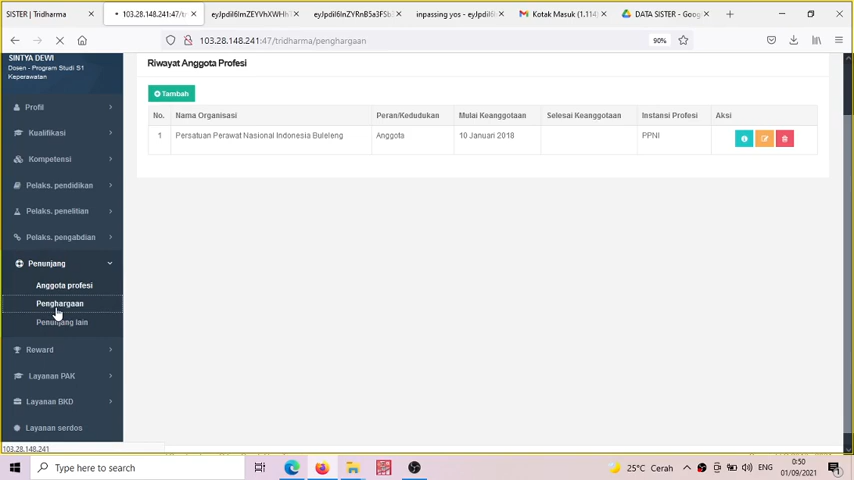 SISTER | Tridharma
103.28.148.241:47/tridharma/
eyJpdiI6ImZEYVhXWHhT
eyJpdiI6InZYRnB5a3FSb
inpassing yos - eyJpdil
Kotak Masuk (1.114)
DATA SISTER - Goog
103.28.148.241:47/tridharma/penghargaan
90%
SINTYA DEWI
Dosen - Program Studi S1
Keperawatan
Profil
Kualifikasi
Kompetensi
Pelaks. pendidikan
Pelaks. penelitian
Pelaks. pengabdian
Penunjang
Anggota profesi
Penghargaan
Penunjang lain
Reward
Layanan PAK
Layanan BKD
Layanan serdos
103.28.148.241
Riwayat Anggota Profesi
Tambah
No. Nama Organisasi Peran/Kedudukan Mulai Keanggotaan Selesai Keanggotaan Instansi Profesi Aksi
1 Persatuan Perawat Nasional Indonesia Buleleng Anggota 10 Januari 2018 PPNI
Type here to search
25°C Cerah
ENG
0:50
01/09/2021